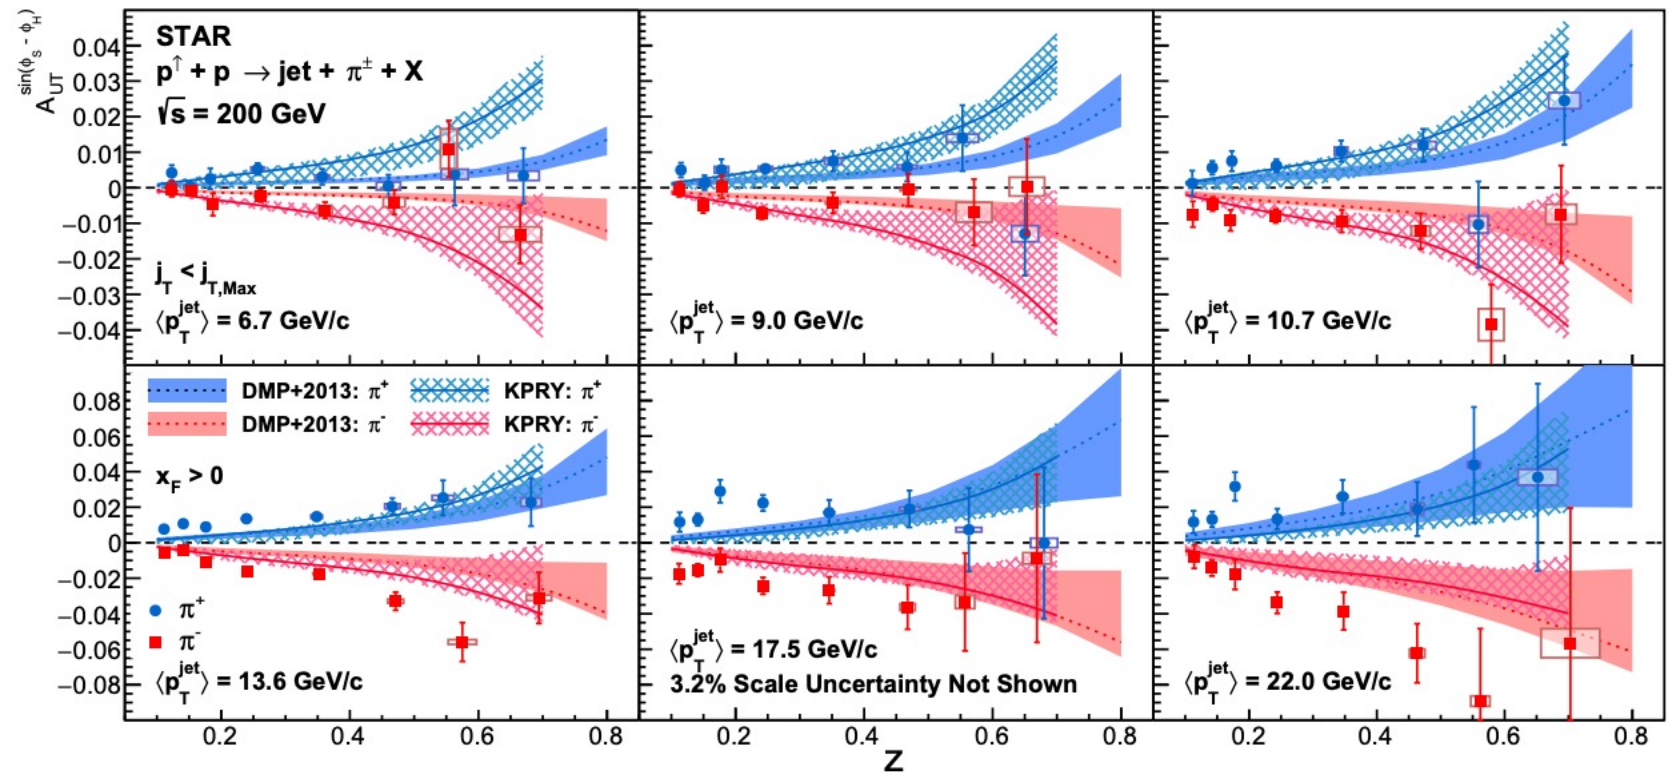 A_UT^sin(ϕ_S - ϕ_H)
0.04
0.03
0.02
0.01
0
−0.01
−0.02
−0.03
−0.04
STAR
p^↑ + p → jet + π^± + X
√s = 200 GeV
j_T < j_T,Max
⟨p_T^jet⟩ = 6.7 GeV/c
⟨p_T^jet⟩ = 9.0 GeV/c
⟨p_T^jet⟩ = 10.7 GeV/c
0.08
0.06
0.04
0.02
0
−0.02
−0.04
−0.06
−0.08
DMP+2013: π^+ KPRY: π^+
DMP+2013: π^- KPRY: π^-
x_F > 0
π^+
π^-
⟨p_T^jet⟩ = 13.6 GeV/c
⟨p_T^jet⟩ = 17.5 GeV/c
3.2% Scale Uncertainty Not Shown
⟨p_T^jet⟩ = 22.0 GeV/c
0.2 0.4 0.6 0.8 0.2 0.4 0.6 0.8 0.2 0.4 0.6 0.8
Z